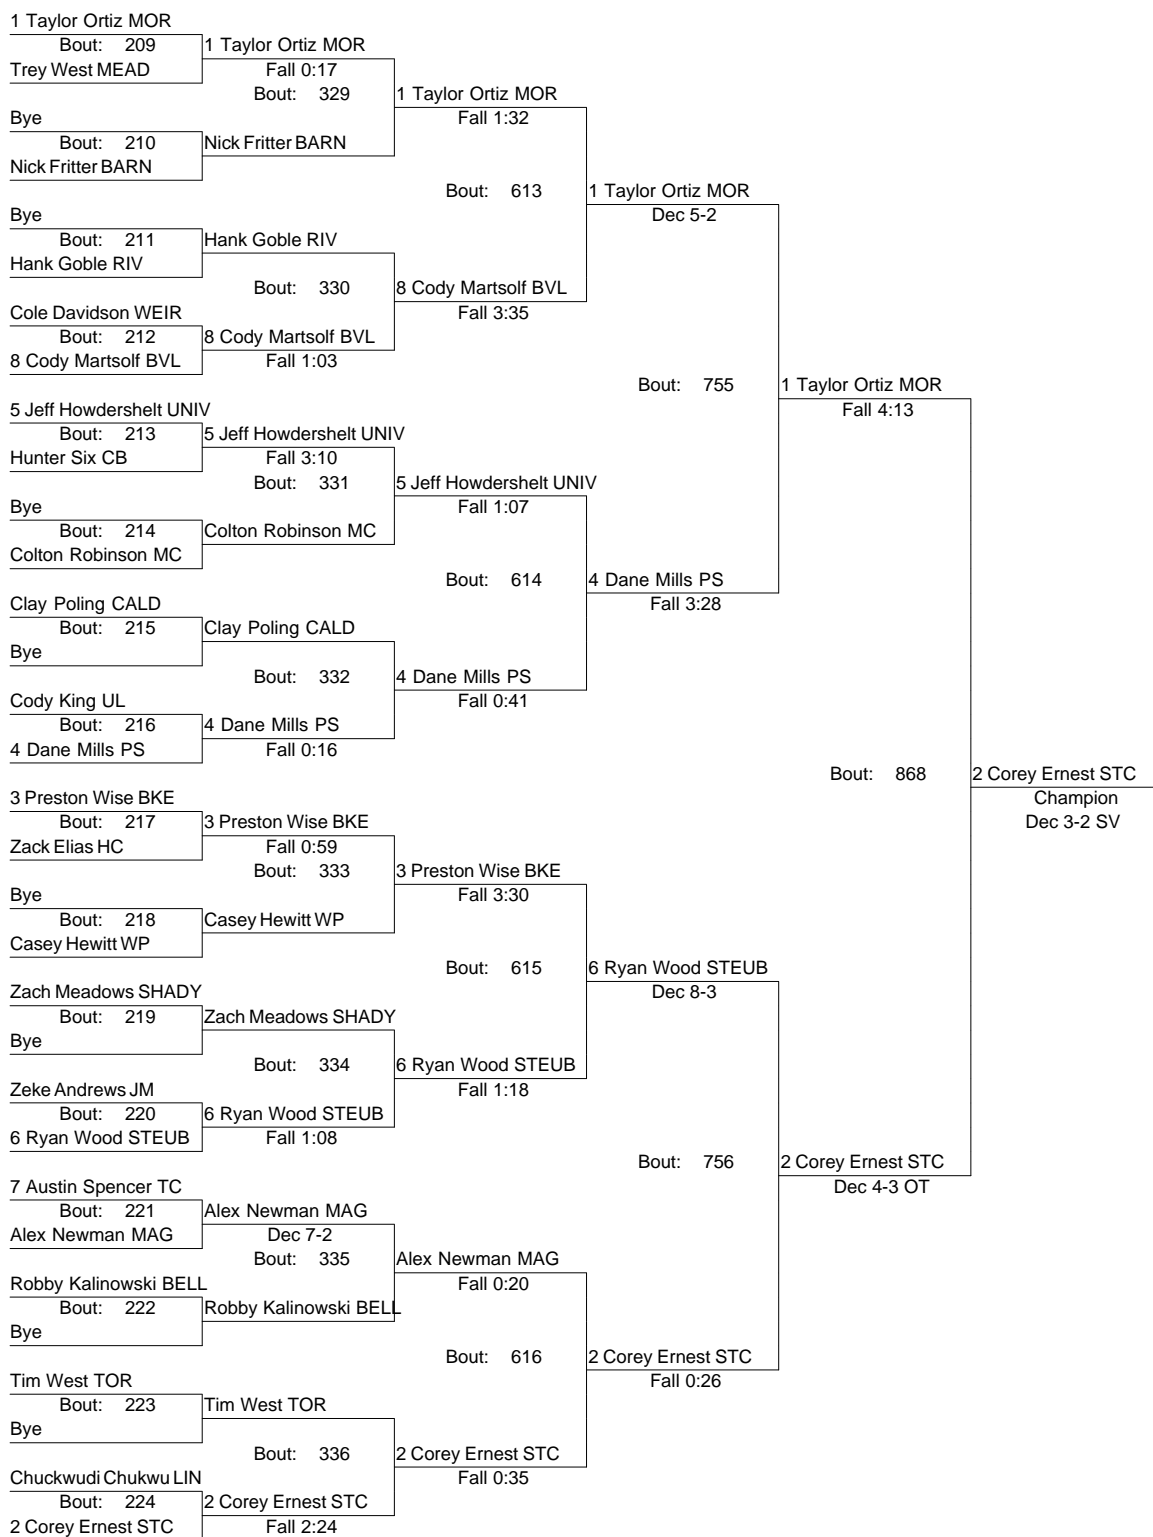 1 Taylor Ortiz MOR
Bout: 209
Trey West MEAD
Bye
Bout: 210
Nick Fritter BARN
Bye
Bout: 211
Hank Goble RIV
Cole Davidson WEIR
Bout: 212
8 Cody Martsolf BVL
5 Jeff Howdershelt UNIV
Bout: 213
Hunter Six CB
Bye
Bout: 214
Colton Robinson MC
Clay Poling CALD
Bout: 215
Bye
Cody King UL
Bout: 216
4 Dane Mills PS
3 Preston Wise BKE
Bout: 217
Zack Elias HC
Bye
Bout: 218
Casey Hewitt WP
Zach Meadows SHADY
Bout: 219
Bye
Zeke Andrews JM
Bout: 220
6 Ryan Wood STEUB
7 Austin Spencer TC
Bout: 221
Alex Newman MAG
Robby Kalinowski BELL
Bout: 222
Bye
Tim West TOR
Bout: 223
Bye
Chuckwudi Chukwu LIN
Bout: 224
2 Corey Ernest STC
1 Taylor Ortiz MOR
Fall 0:17
Bout: 329
Nick Fritter BARN
Hank Goble RIV
Bout: 330
8 Cody Martsolf BVL
Fall 1:03
5 Jeff Howdershelt UNIV
Fall 3:10
Bout: 331
Colton Robinson MC
Clay Poling CALD
Bout: 332
4 Dane Mills PS
Fall 0:16
3 Preston Wise BKE
Fall 0:59
Bout: 333
Casey Hewitt WP
Zach Meadows SHADY
Bout: 334
6 Ryan Wood STEUB
Fall 1:08
Alex Newman MAG
Dec 7-2
Bout: 335
Robby Kalinowski BELL
Tim West TOR
Bout: 336
2 Corey Ernest STC
Fall 2:24
1 Taylor Ortiz MOR
Fall 1:32
Bout: 613
8 Cody Martsolf BVL
Fall 3:35
5 Jeff Howdershelt UNIV
Fall 1:07
Bout: 614
4 Dane Mills PS
Fall 0:41
3 Preston Wise BKE
Fall 3:30
Bout: 615
6 Ryan Wood STEUB
Fall 1:18
Alex Newman MAG
Fall 0:20
Bout: 616
2 Corey Ernest STC
Fall 0:35
1 Taylor Ortiz MOR
Dec 5-2
Bout: 755
4 Dane Mills PS
Fall 3:28
6 Ryan Wood STEUB
Dec 8-3
Bout: 756
2 Corey Ernest STC
Fall 0:26
1 Taylor Ortiz MOR
Fall 4:13
Bout: 868
2 Corey Ernest STC
Dec 4-3 OT
2 Corey Ernest STC
Champion
Dec 3-2 SV